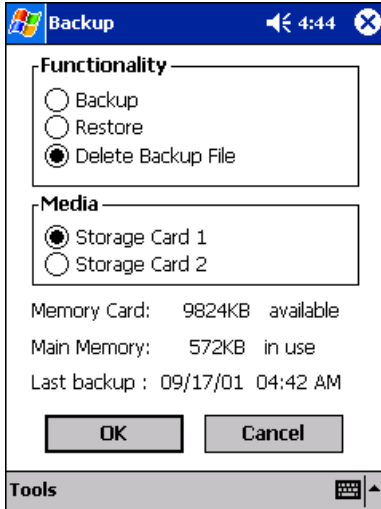 Backup 4:44
Functionality
Backup
Restore
Delete Backup File
Media
Storage Card 1
Storage Card 2
Memory Card: 9824KB available
Main Memory: 572KB in use
Last backup : 09/17/01 04:42 AM
OK Cancel
Tools